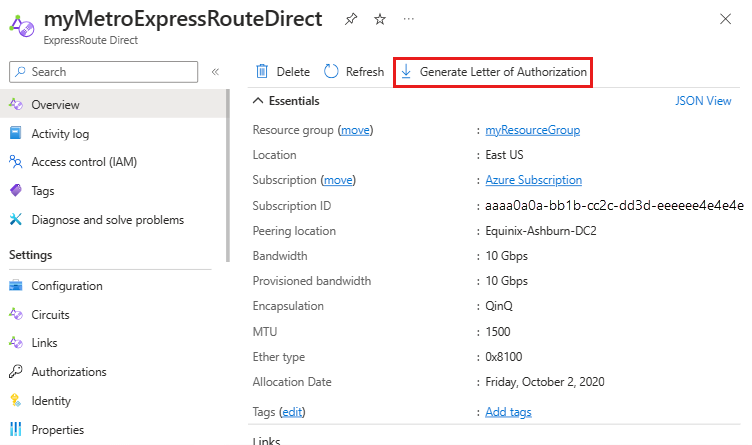 myMetroExpressRouteDirect
ExpressRoute Direct
Search
Overview
Activity log
Access control (IAM)
Tags
Diagnose and solve problems
Settings
Configuration
Circuits
Links
Authorizations
Identity
Properties
Delete Refresh Generate Letter of Authorization
Essentials JSON View
Resource group (move) : myResourceGroup
Location : East US
Subscription (move) : Azure Subscription
Subscription ID : aaaa0a0a-bb1b-cc2c-dd3d-eeeeee4e4e4e
Peering location : Equinix-Ashburn-DC2
Bandwidth : 10 Gbps
Provisioned bandwidth : 10 Gbps
Encapsulation : QinQ
MTU : 1500
Ether type : 0x8100
Allocation Date : Friday, October 2, 2020
Tags (edit) : Add tags
Links